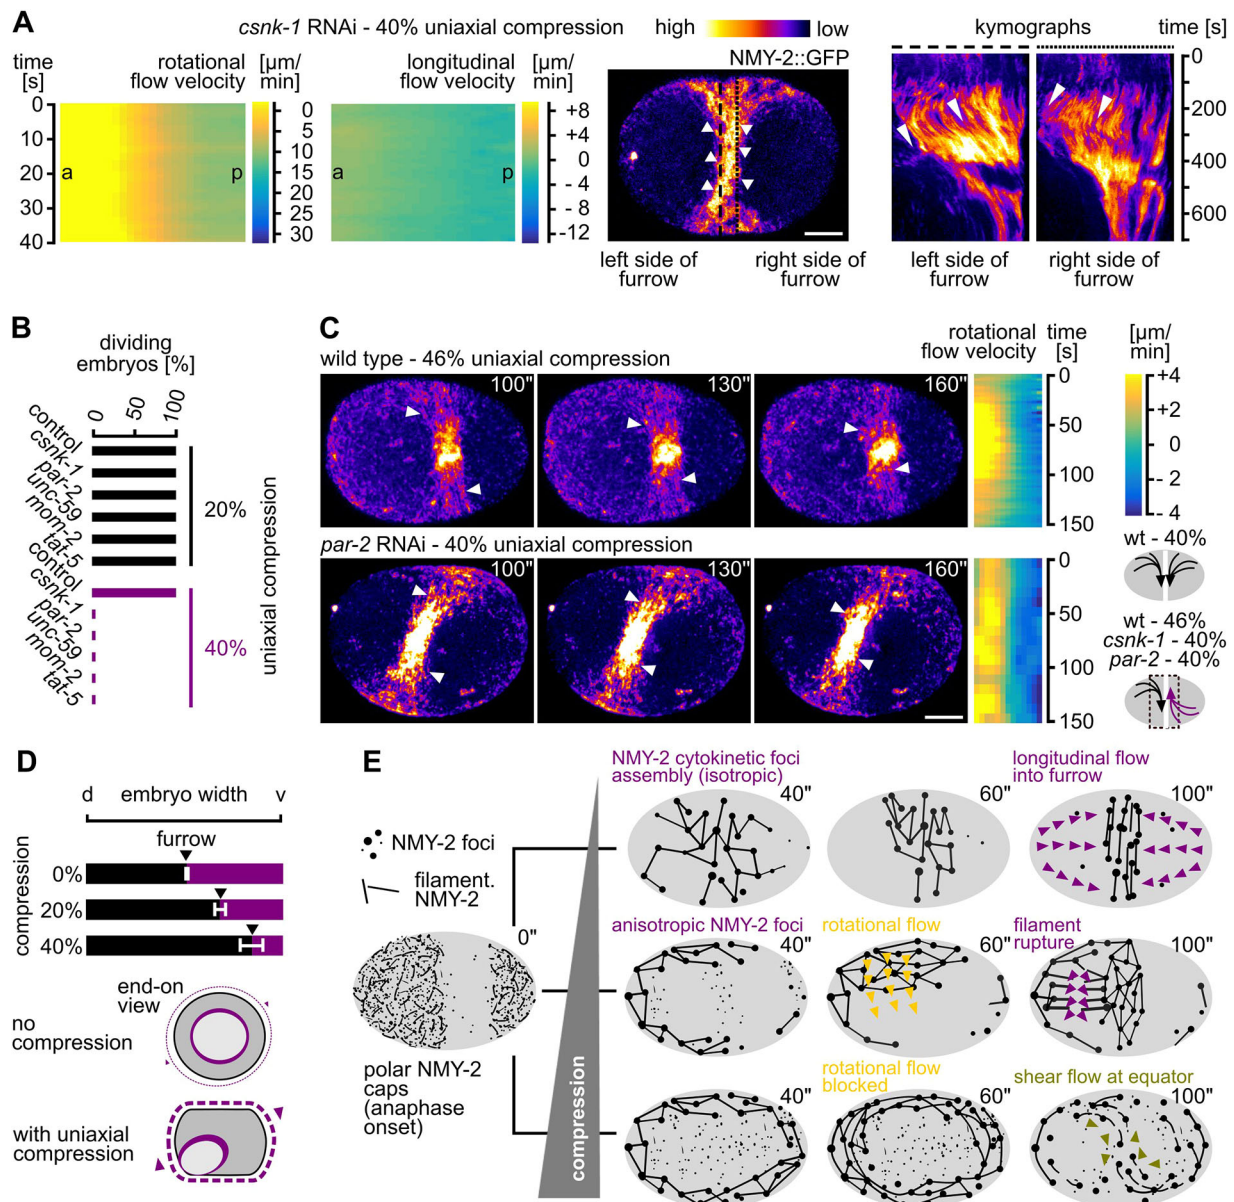 A
csnk-1 RNAi - 40% uniaxial compression
high
low
NMY-2::GFP
kymographs
time [s]
time
[s]
rotational
flow velocity
[µm/
min]
longitudinal
flow velocity
[µm/
min]
0
10
20
30
40
a
p
0
5
10
15
20
25
30
a
p
+8
+4
0
- 4
- 8
-12
0
200
400
600
left side of
furrow
right side of
furrow
left side of
furrow
right side of
furrow
B
dividing
embryos [%]
0
50
100
control
csnk-1
par-2
unc-59
mom-2
tat-5
20%
control
csnk-1
par-2
unc-59
mom-2
tat-5
40%
uniaxial compression
C
wild type - 46% uniaxial compression
100"
130"
160"
rotational
flow velocity
time
[s]
[µm/
min]
0
50
100
150
+4
+2
0
- 2
- 4
par-2 RNAi - 40% uniaxial compression
100"
130"
160"
0
50
100
150
wt - 40%
wt - 46%
csnk-1 - 40%
par-2 - 40%
D
d
embryo width
v
furrow
compression
0%
20%
40%
end-on
view
no
compression
with uniaxial
compression
E
NMY-2 foci
filament.
NMY-2
0"
polar NMY-2
caps
(anaphase
onset)
compression
NMY-2 cytokinetic foci
assembly (isotropic)
40"
60"
longitudinal flow
into furrow
100"
anisotropic NMY-2 foci
40"
rotational flow
60"
filament
rupture
100"
40"
rotational flow
blocked
60"
shear flow at equator
100"